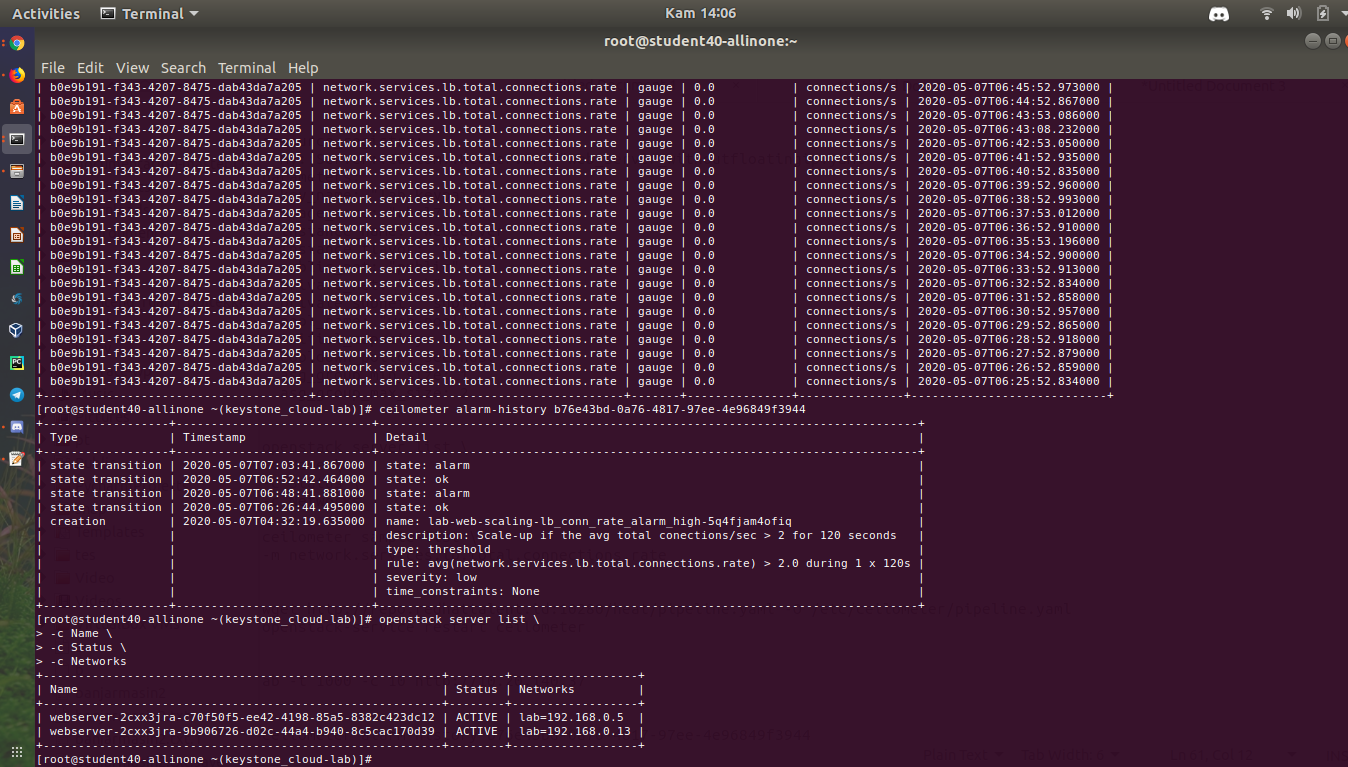 Activities Terminal Kam 14:06
root@student40-allinone:~
File Edit View Search Terminal Help
| b0e9b191-f343-4207-8475-dab43da7a205 | network.services.lb.total.connections.rate | gauge | 0.0 | connections/s | 2020-05-07T06:45:52.973000 |
| b0e9b191-f343-4207-8475-dab43da7a205 | network.services.lb.total.connections.rate | gauge | 0.0 | connections/s | 2020-05-07T06:44:52.867000 |
| b0e9b191-f343-4207-8475-dab43da7a205 | network.services.lb.total.connections.rate | gauge | 0.0 | connections/s | 2020-05-07T06:43:53.086000 |
| b0e9b191-f343-4207-8475-dab43da7a205 | network.services.lb.total.connections.rate | gauge | 0.0 | connections/s | 2020-05-07T06:43:08.232000 |
| b0e9b191-f343-4207-8475-dab43da7a205 | network.services.lb.total.connections.rate | gauge | 0.0 | connections/s | 2020-05-07T06:42:53.050000 |
| b0e9b191-f343-4207-8475-dab43da7a205 | network.services.lb.total.connections.rate | gauge | 0.0 | connections/s | 2020-05-07T06:41:52.935000 |
| b0e9b191-f343-4207-8475-dab43da7a205 | network.services.lb.total.connections.rate | gauge | 0.0 | connections/s | 2020-05-07T06:40:52.835000 |
| b0e9b191-f343-4207-8475-dab43da7a205 | network.services.lb.total.connections.rate | gauge | 0.0 | connections/s | 2020-05-07T06:39:52.960000 |
| b0e9b191-f343-4207-8475-dab43da7a205 | network.services.lb.total.connections.rate | gauge | 0.0 | connections/s | 2020-05-07T06:38:52.993000 |
| b0e9b191-f343-4207-8475-dab43da7a205 | network.services.lb.total.connections.rate | gauge | 0.0 | connections/s | 2020-05-07T06:37:53.012000 |
| b0e9b191-f343-4207-8475-dab43da7a205 | network.services.lb.total.connections.rate | gauge | 0.0 | connections/s | 2020-05-07T06:36:52.910000 |
| b0e9b191-f343-4207-8475-dab43da7a205 | network.services.lb.total.connections.rate | gauge | 0.0 | connections/s | 2020-05-07T06:35:53.196000 |
| b0e9b191-f343-4207-8475-dab43da7a205 | network.services.lb.total.connections.rate | gauge | 0.0 | connections/s | 2020-05-07T06:34:52.900000 |
| b0e9b191-f343-4207-8475-dab43da7a205 | network.services.lb.total.connections.rate | gauge | 0.0 | connections/s | 2020-05-07T06:33:52.913000 |
| b0e9b191-f343-4207-8475-dab43da7a205 | network.services.lb.total.connections.rate | gauge | 0.0 | connections/s | 2020-05-07T06:32:52.834000 |
| b0e9b191-f343-4207-8475-dab43da7a205 | network.services.lb.total.connections.rate | gauge | 0.0 | connections/s | 2020-05-07T06:31:52.858000 |
| b0e9b191-f343-4207-8475-dab43da7a205 | network.services.lb.total.connections.rate | gauge | 0.0 | connections/s | 2020-05-07T06:30:52.957000 |
| b0e9b191-f343-4207-8475-dab43da7a205 | network.services.lb.total.connections.rate | gauge | 0.0 | connections/s | 2020-05-07T06:29:52.865000 |
| b0e9b191-f343-4207-8475-dab43da7a205 | network.services.lb.total.connections.rate | gauge | 0.0 | connections/s | 2020-05-07T06:28:52.918000 |
| b0e9b191-f343-4207-8475-dab43da7a205 | network.services.lb.total.connections.rate | gauge | 0.0 | connections/s | 2020-05-07T06:27:52.879000 |
| b0e9b191-f343-4207-8475-dab43da7a205 | network.services.lb.total.connections.rate | gauge | 0.0 | connections/s | 2020-05-07T06:26:52.859000 |
| b0e9b191-f343-4207-8475-dab43da7a205 | network.services.lb.total.connections.rate | gauge | 0.0 | connections/s | 2020-05-07T06:25:52.834000 |
[root@student40-allinone ~(keystone_cloud-lab)]# ceilometer alarm-history b76e43bd-0a76-4817-97ee-4e96849f3944
| Type | Timestamp | Detail |
| state transition | 2020-05-07T07:03:41.867000 | state: alarm |
| state transition | 2020-05-07T06:52:42.464000 | state: ok |
| state transition | 2020-05-07T06:48:41.881000 | state: alarm |
| state transition | 2020-05-07T06:26:44.495000 | state: ok |
| creation | 2020-05-07T04:32:19.635000 | name: lab-web-scaling-lb_conn_rate_alarm_high-5q4fjam4ofiq |
| | | description: Scale-up if the avg total conections/sec > 2 for 120 seconds |
| | | type: threshold |
| | | rule: avg(network.services.lb.total.connections.rate) > 2.0 during 1 x 120s |
| | | severity: low |
| | | time_constraints: None |
[root@student40-allinone ~(keystone_cloud-lab)]# openstack server list \
> -c Name \
> -c Status \
> -c Networks
| Name | Status | Networks |
| webserver-2cxx3jra-c70f50f5-ee42-4198-85a5-8382c423dc12 | ACTIVE | lab=192.168.0.5 |
| webserver-2cxx3jra-9b906726-d02c-44a4-b940-8c5cac170d39 | ACTIVE | lab=192.168.0.13 |
[root@student40-allinone ~(keystone_cloud-lab)]#